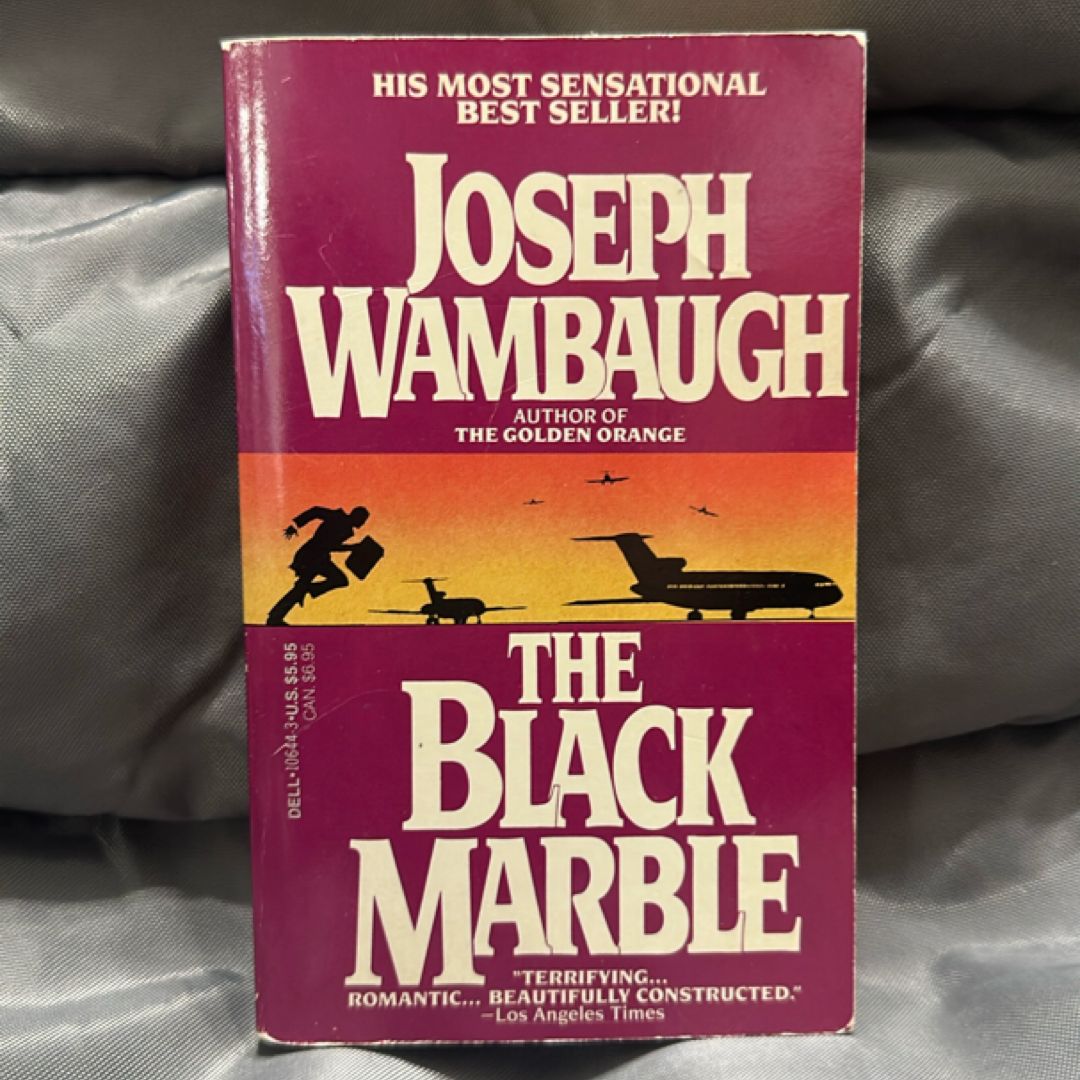 HIS MOST SENSATIONAL
BEST SELLER!
JOSEPH
WAMBAUGH
AUTHOR OF
THE GOLDEN ORANGE
DELL•10644-3•U.S. $5.95
CAN. $6.95
THE
BLACK
MARBLE
"TERRIFYING...
ROMANTIC... BEAUTIFULLY CONSTRUCTED."
—Los Angeles Times